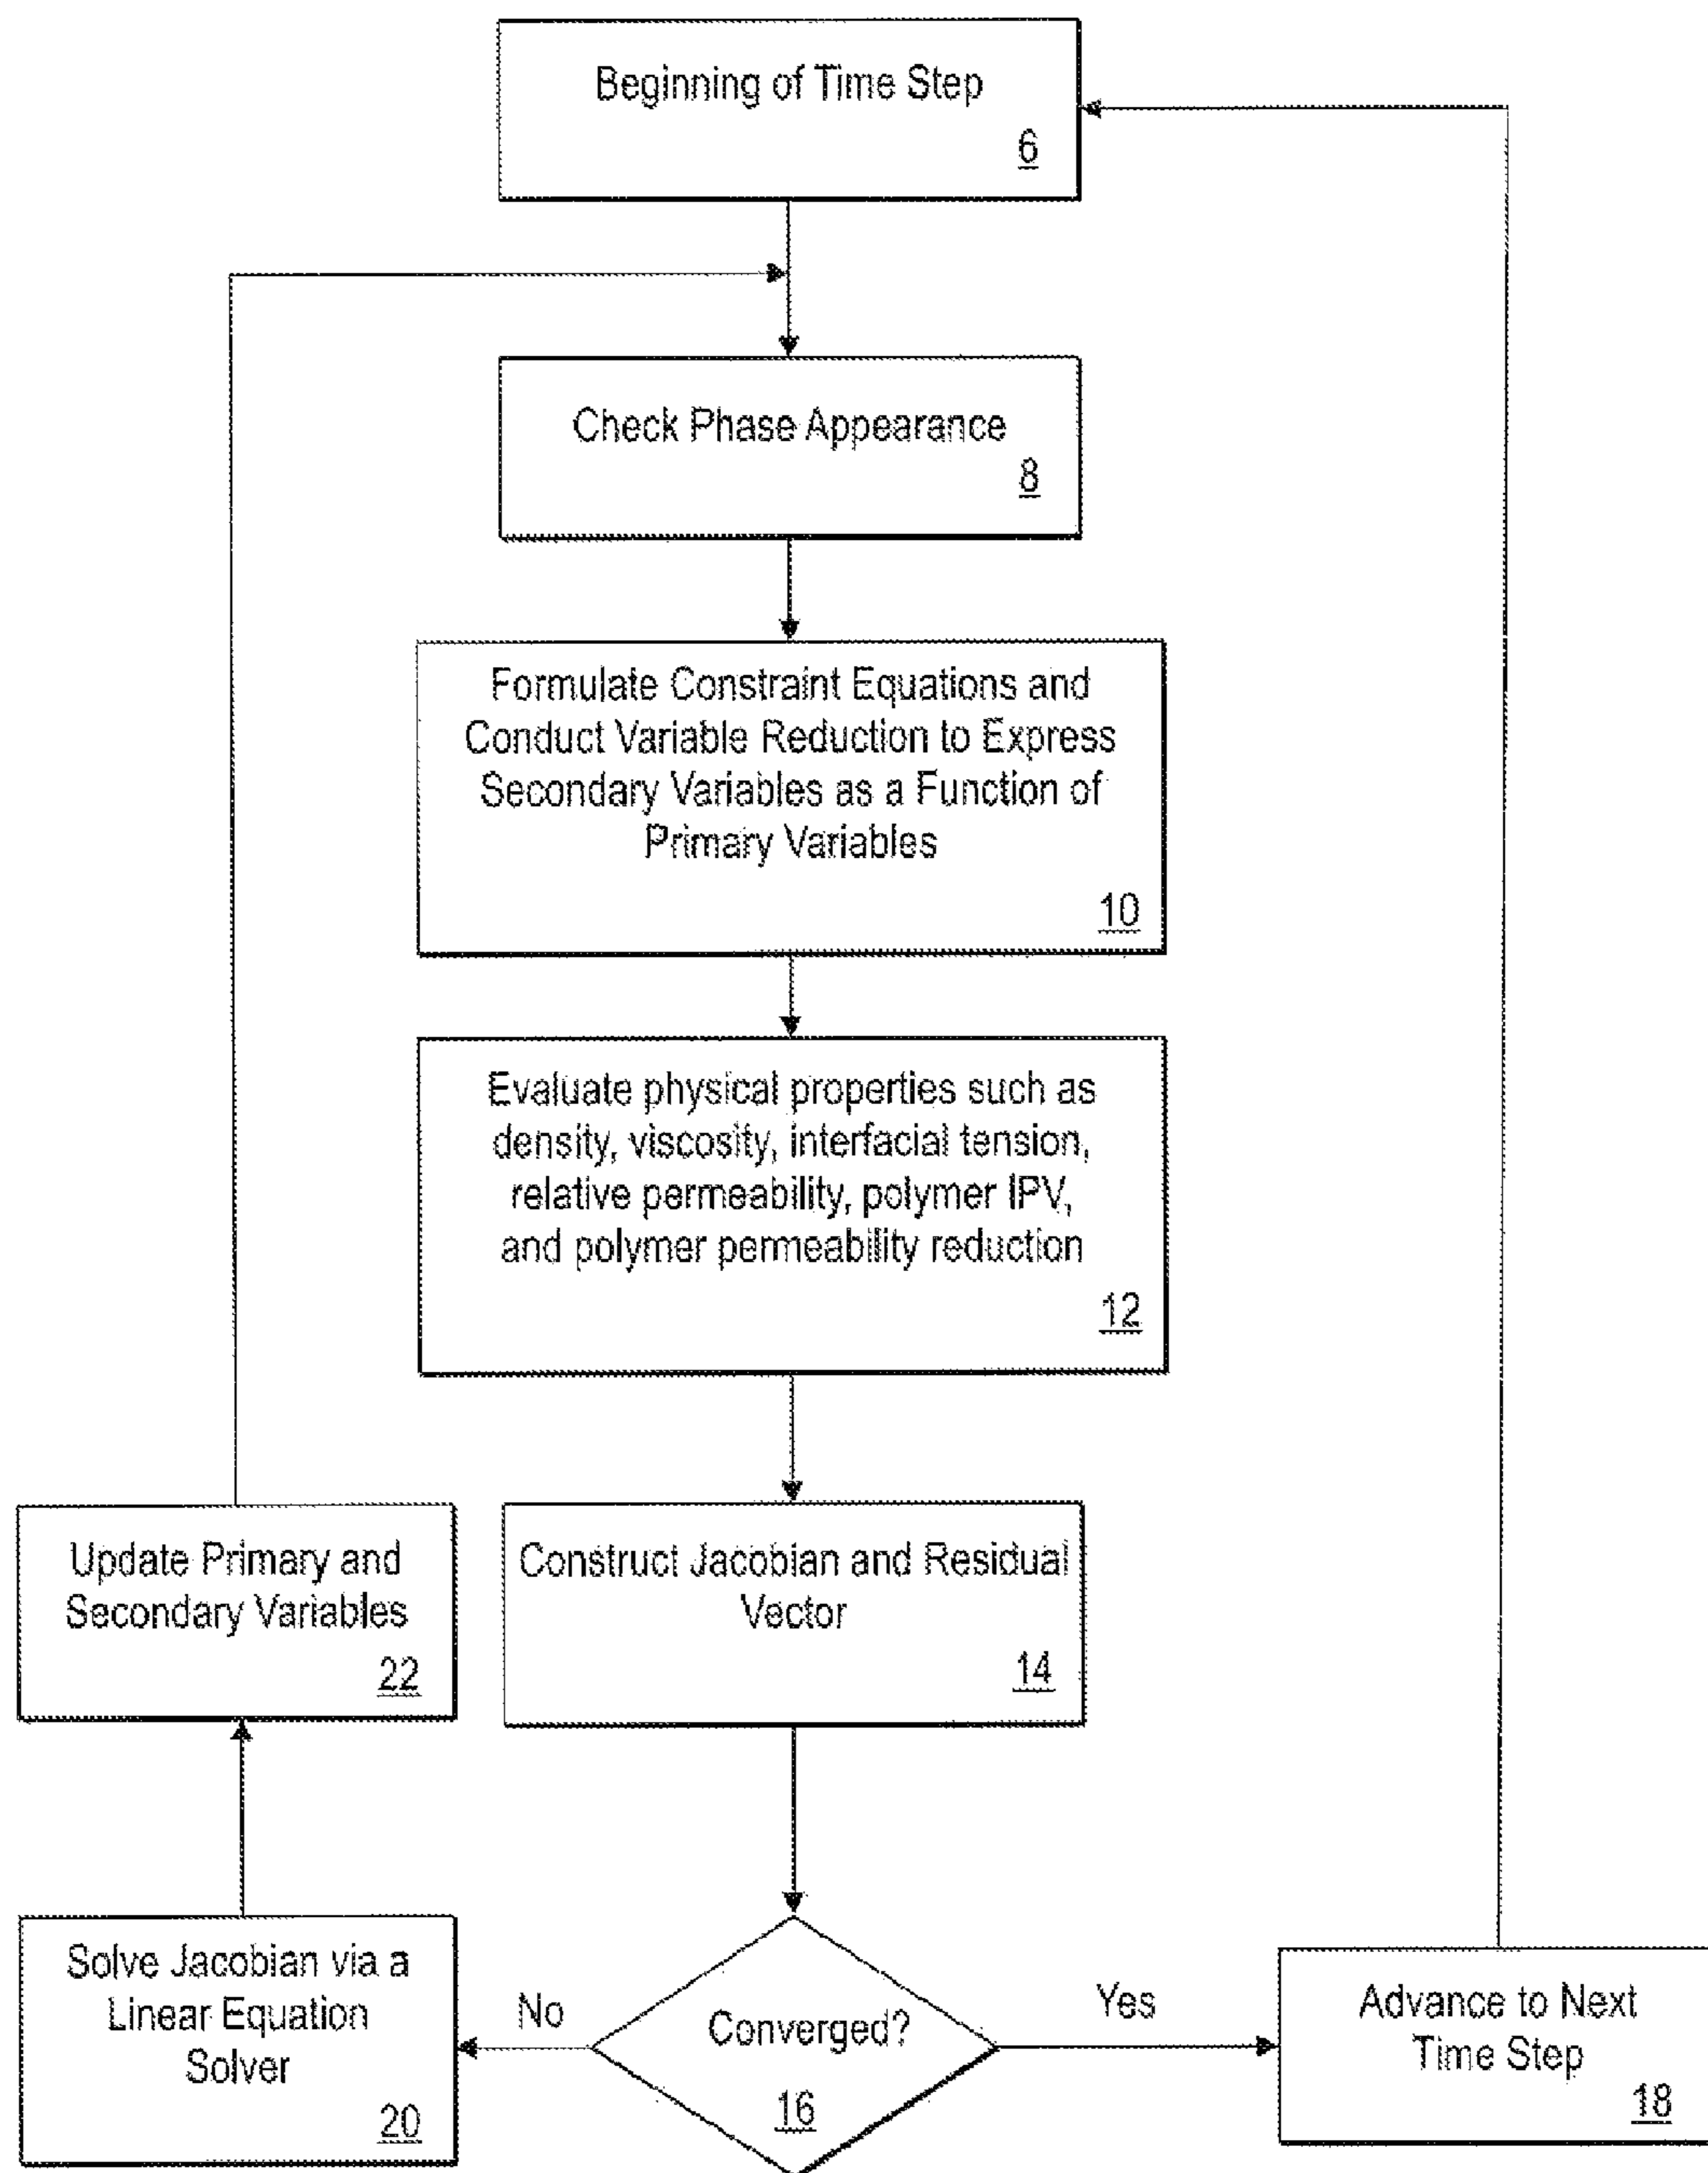 Beginning of Time Step
6
Check Phase Appearance
8
Formulate Constraint Equations and
Conduct Variable Reduction to Express
Secondary Variables as a Function of
Primary Variables
10
Evaluate physical properties such as
density, viscosity, interfacial tension,
relative permeability, polymer IPV,
and polymer permeability reduction
12
Construct Jacobian and Residual
Vector
14
Converged?
16
Yes
Advance to Next
Time Step
18
No
Solve Jacobian via a
Linear Equation
Solver
20
Update Primary and
Secondary Variables
22